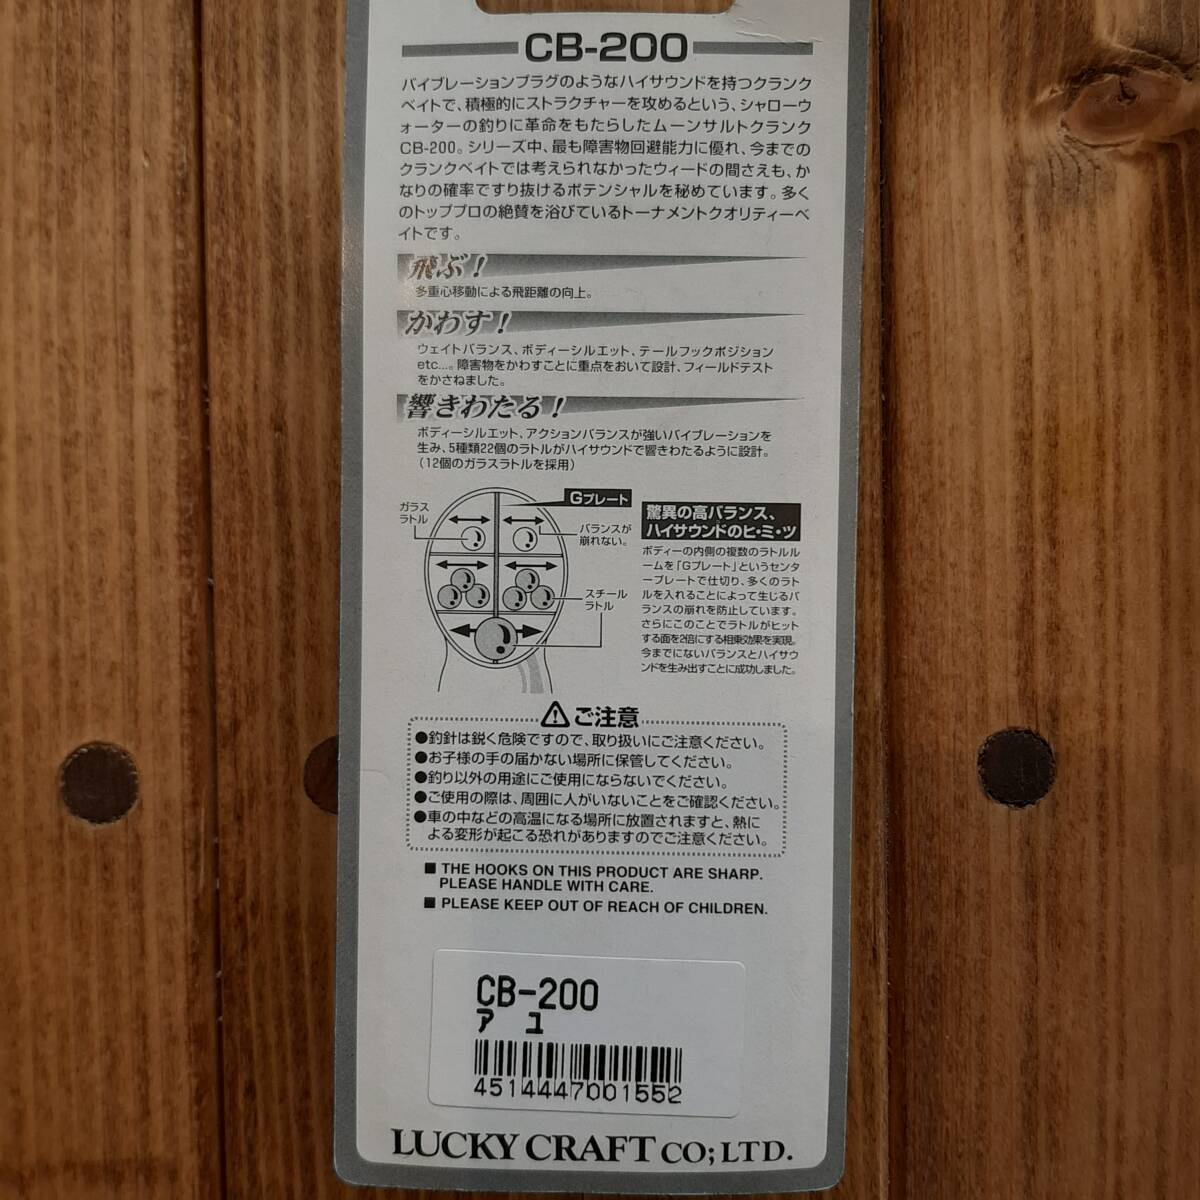 CB-200
バイブレーションプラグのようなハイサウンドを持つクランク
ベイトで、積極的にストラクチャーを攻めるという、シャローウ
ォーターの釣りに革命をもたらしたムーンサルトクランク
CB-200。シリーズ中、最も障害物回避能力に優れ、今までの
クランクベイトでは考えられなかったウィードの間さえも、か
なりの確率ですり抜けるポテンシャルを秘めています。多く
のトッププロの絶賛を浴びているトーナメントクオリティーベ
イトです。
飛ぶ!
多重心移動による飛距離の向上。
かわす!
ウェイトバランス、ボディーシルエット、テールフックポジション
etc...。障害物をかわすことに重点をおいて設計、フィールドテスト
をかさねました。
響きわたる!
ボディーシルエット、アクションバランスが強いバイブレーションを
生み、5種類22個のラトルがハイサウンドで響きわたるように設計。
(12個のガラスラトルを採用)
ガラス
ラトル
Gプレート
バランスが
崩れない。
スチール
ラトル
驚異の高バランス、
ハイサウンドのヒ・ミ・ツ
ボディーの内側の複数のラトルル
ームを「Gプレート」というセンタ
ープレートで仕切り、多くのラト
ルを入れることによって生じるバ
ランスの崩れを防止しています。
さらにこのことでラトルがヒット
する面を2倍にする相乗効果を実現。
今までにないバランスとハイサウ
ンドを生み出すことに成功しました。
⚠ご注意
●釣針は鋭く危険ですので、取り扱いにご注意ください。
●お子様の手の届かない場所に保管してください。
●釣り以外の用途にご使用にならないでください。
●ご使用の際は、周囲に人がいないことをご確認ください。
●車の中などの高温になる場所に放置されますと、熱に
よる変形が起こる恐れがありますのでご注意ください。
■ THE HOOKS ON THIS PRODUCT ARE SHARP.
PLEASE HANDLE WITH CARE.
■ PLEASE KEEP OUT OF REACH OF CHILDREN.
CB-200
アユ
4514447001552
LUCKY CRAFT CO;LTD.